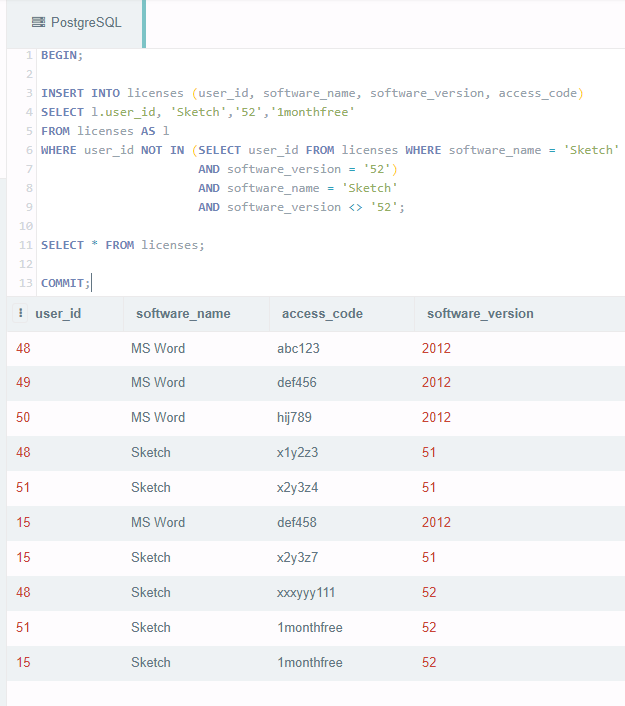 PostgreSQL
1 BEGIN;
2
3 INSERT INTO licenses (user_id, software_name, software_version, access_code)
4 SELECT l.user_id, 'Sketch','52','1monthfree'
5 FROM licenses AS l
6 WHERE user_id NOT IN (SELECT user_id FROM licenses WHERE software_name = 'Sketch'
7 AND software_version = '52')
8 AND software_name = 'Sketch'
9 AND software_version <> '52';
10
11 SELECT * FROM licenses;
12
13 COMMIT;
user_id software_name access_code software_version
48 MS Word abc123 2012
49 MS Word def456 2012
50 MS Word hij789 2012
48 Sketch x1y2z3 51
51 Sketch x2y3z4 51
15 MS Word def458 2012
15 Sketch x2y3z7 51
48 Sketch xxxyyy111 52
51 Sketch 1monthfree 52
15 Sketch 1monthfree 52